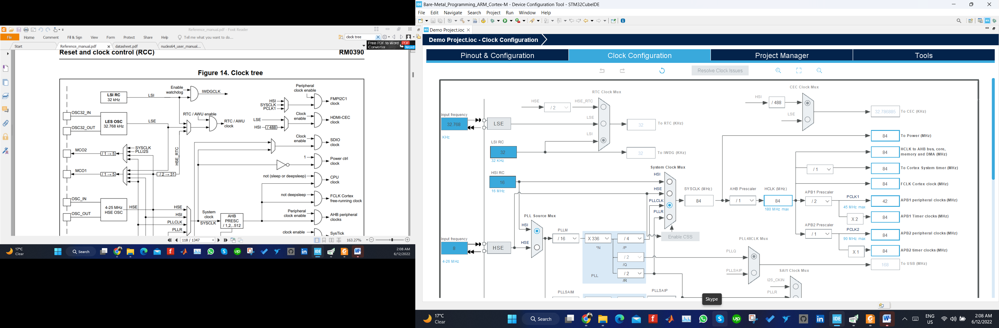 Reference_manual.pdf - Foxit Reader
File Home Comment Fill & Sign View Form Protect Share Help Tell me what you want to do...
clock tree
Start Reference_manual.pdf datasheet.pdf nucleo64_user_manual...
Free PDF to Word PDF
Converter Word
Reset and clock control (RCC) RM0390
Figure 14. Clock tree
LSI RC
32 kHz
LSI
Enable
watchdog
IWDGCLK
Peripheral
clock enable
HSI
SYSCLK
PCLK1
FMPI2C1
clock
OSC32_IN
OSC32_OUT
LES OSC
32.768 kHz
LSE
RTC / AWU enable
RTC / AWU
clock
LSE
HSI
/ 488
Clock
enable
HDMI-CEC
clock
MCO2
/ 1 → 5
SYSCLK
PLLI2S
HSE_RTC
Clock
enable
SDIO
clock
1
Power ctrl
clock
MCO1
/ 1 → 5
/ 2 → 31
not (sleep or deepsleep)
CPU
clock
not deepsleep
FCLK Cortex
free-running clock
OSC_IN
OSC_OUT
4-25 MHz
HSE OSC
HSE
HSE
HSI
PLLCLK
PLLR
System
clock
SYSCLK
AHB
PRESC
/ 1,2,..512
Peripheral
clock enable
AHB peripheral
clocks
clock enable
SysTick
118 / 1347
163.27%
17°C
Clear
Search
2:08 AM
6/12/2022
IDE Bare-Metal_Programming_ARM_Cortex-M - Device Configuration Tool - STM32CubeIDE
File Edit Navigate Search Project Run Window Help
MX Demo Project.ioc
Demo Project.ioc - Clock Configuration
Pinout & Configuration Clock Configuration Project Manager Tools
Resolve Clock Issues
RTC Clock Mux
HSE
/ 2
HSE_RTC
LSE
LSI
Input frequency
32.768
KHz
LSE
32
To RTC (KHz)
LSI RC
32
32 KHz
32
To IWDG (KHz)
HSI RC
16
16 MHz
CEC Clock Mux
HSI
/ 488
LSE
32.786885
To CEC (KHz)
84
To Power (MHz)
84
HCLK to AHB bus, core,
memory and DMA (MHz)
/ 1
84
To Cortex System timer (MHz)
84
FCLK Cortex clock (MHz)
System Clock Mux
HSI
HSE
PLLCLK
PLLR
SYSCLK (MHz)
84
AHB Prescaler
/ 1
HCLK (MHz)
84
180 MHz max
APB1 Prescaler
/ 2
PCLK1
45 MHz max
42
APB1 peripheral clocks (MHz)
X 2
84
APB1 Timer clocks (MHz)
APB2 Prescaler
/ 1
PCLK2
90 MHz max
84
APB2 peripheral clocks (MHz)
X 1
84
APB2 timer clocks (MHz)
Enable CSS
PLL Source Mux
HSI
HSE
Input frequency
8
4-26 MHz
HSE
PLLM
/ 16
X 336
*N
/ 4
/P
/ 2
/Q
/ 2
/R
PLL
PLL48CLK Mux
PLLQ
PLLSAIP
168
To USB (MHz)
SAI1 Clock Mux
I2S_CKIN
PLLR
PLLSAIM
PLLSAIP
Skype
17°C
Clear
Search
ENG
US
2:08 AM
6/12/2022